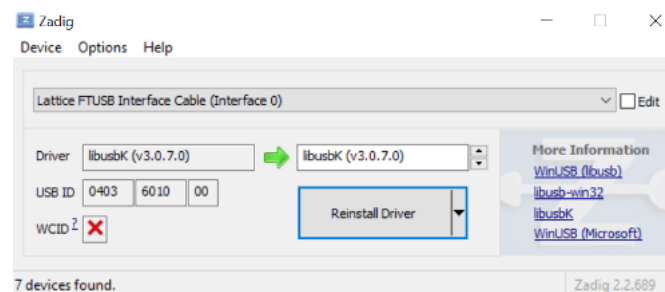 Zadig
Device Options Help
Lattice FTUSB Interface Cable (Interface 0)
Edit
Driver libusbK (v3.0.7.0) libusbK (v3.0.7.0)
USB ID 0403 6010 00
WCID ?
Reinstall Driver
More Information
WinUSB (libusb)
libusb-win32
libusbK
WinUSB (Microsoft)
7 devices found.
Zadig 2.2.689